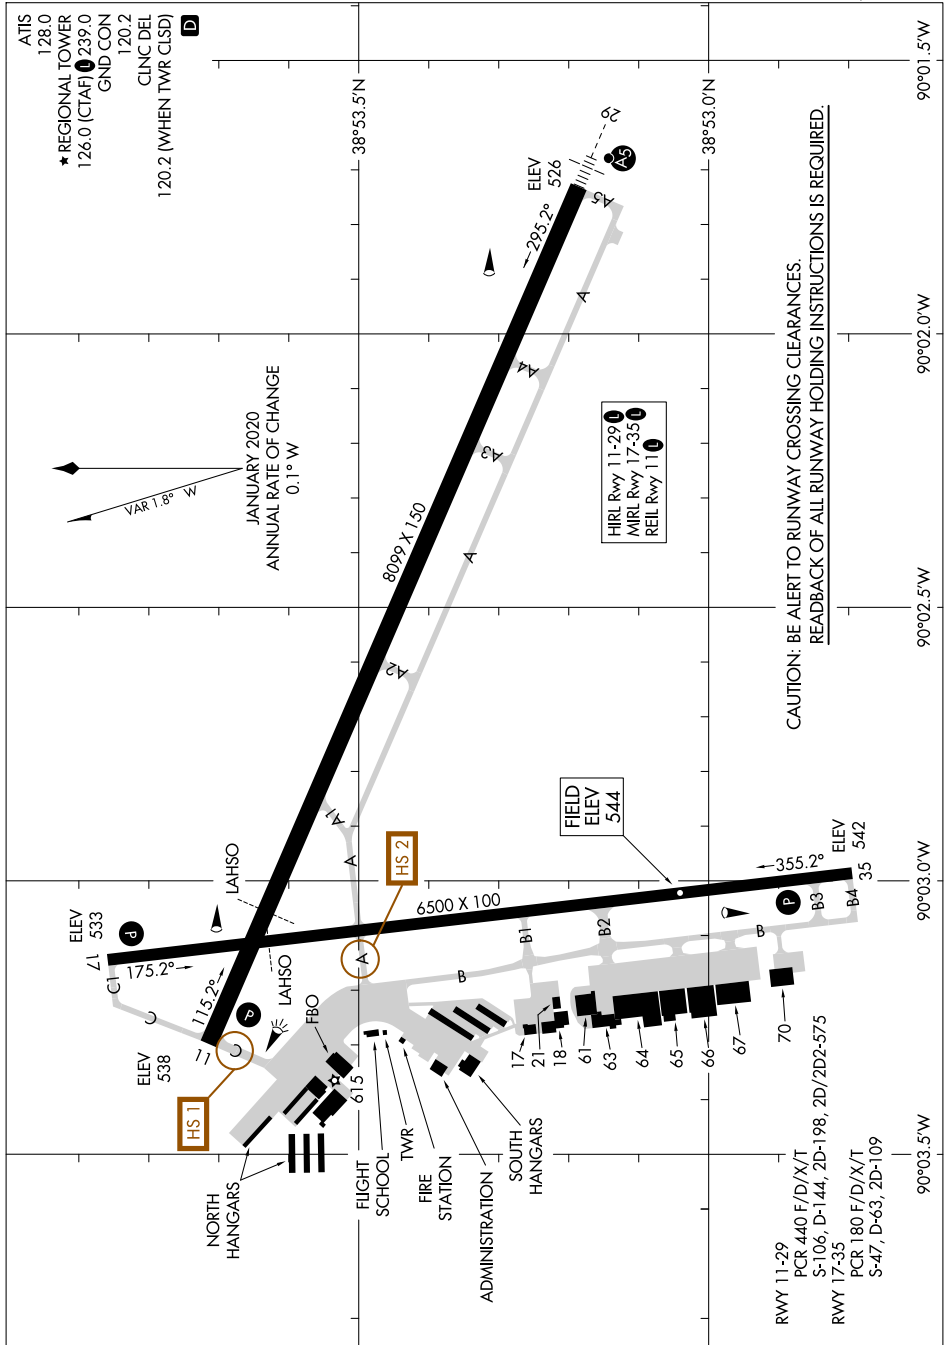 ATIS
128.0
★ REGIONAL TOWER
126.0 (CTAF) L 239.0
GND CON
120.2
CLNC DEL
120.2 (WHEN TWR CLSD)
D
38°53.5'N
38°53.0'N
90°01.5'W
90°02.0'W
90°02.5'W
90°03.0'W
90°03.5'W
VAR 1.8° W
JANUARY 2020
ANNUAL RATE OF CHANGE
0.1° W
ELEV
526
29
A5
A5
295.2°
A
A4
A3
8099 X 150
A
A2
A1
A
HIRL Rwy 11-29 L
MIRL Rwy 17-35 L
REIL Rwy 11 L
CAUTION: BE ALERT TO RUNWAY CROSSING CLEARANCES.
READBACK OF ALL RUNWAY HOLDING INSTRUCTIONS IS REQUIRED.
LAHSO
LAHSO
HS 2
A
FIELD
ELEV
544
ELEV
533
17
P
C1
175.2°
C
115.2°
11
ELEV
538
C
P
HS 1
6500 X 100
355.2°
ELEV
542
35
P
B
B1
B2
B
B3
B4
FBO
615
NORTH
HANGARS
FLIGHT
SCHOOL
TWR
FIRE
STATION
ADMINISTRATION
SOUTH
HANGARS
17
21
18
61
63
64
65
66
67
70
RWY 11-29
PCR 440 F/D/X/T
S-106, D-144, 2D-198, 2D/2D2-575
RWY 17-35
PCR 180 F/D/X/T
S-47, D-63, 2D-109